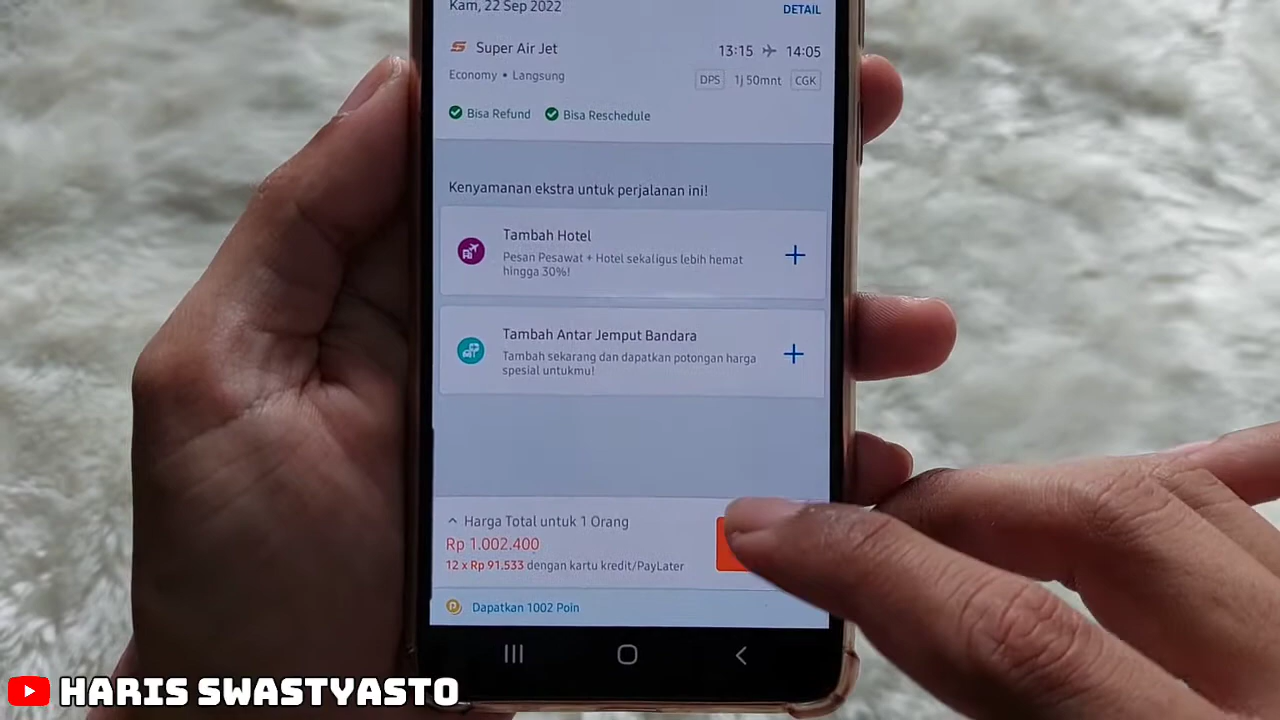 Kam, 22 Sep 2022
DETAIL
Super Air Jet
13:15 14:05
Economy • Langsung
DPS 1j 50mnt CGK
Bisa Refund Bisa Reschedule
Kenyamanan ekstra untuk perjalanan ini!
Tambah Hotel
Pesan Pesawat + Hotel sekaligus lebih hemat
hingga 30%!
Tambah Antar Jemput Bandara
Tambah sekarang dan dapatkan potongan harga
spesial untukmu!
Harga Total untuk 1 Orang
Rp 1.002.400
12 x Rp 91.533 dengan kartu kredit/PayLater
Dapatkan 1002 Poin
HARIS SWASTYASTO